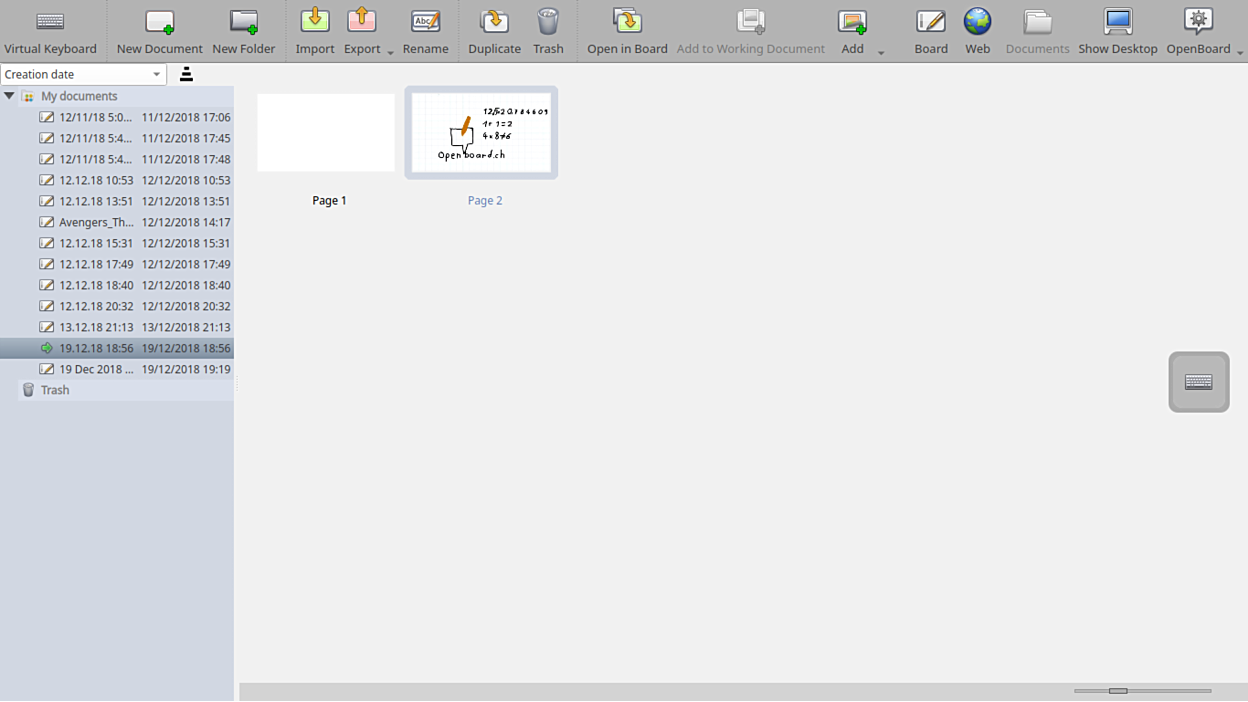 Virtual Keyboard New Document New Folder Import Export Rename Duplicate Trash Open in Board Add to Working Document Add Board Web Documents Show Desktop OpenBoard
Creation date
My documents
12/11/18 5:0... 11/12/2018 17:06
12/11/18 5:4... 11/12/2018 17:45
12/11/18 5:4... 11/12/2018 17:48
12.12.18 10:53 12/12/2018 10:53
12.12.18 13:51 12/12/2018 13:51
Avengers_Th... 12/12/2018 14:17
12.12.18 15:31 12/12/2018 15:31
12.12.18 17:49 12/12/2018 17:49
12.12.18 18:40 12/12/2018 18:40
12.12.18 20:32 12/12/2018 20:32
13.12.18 21:13 13/12/2018 21:13
19.12.18 18:56 19/12/2018 18:56
19 Dec 2018 ... 19/12/2018 19:19
Trash
1+1=2
Openboard.ch
Page 1
Page 2